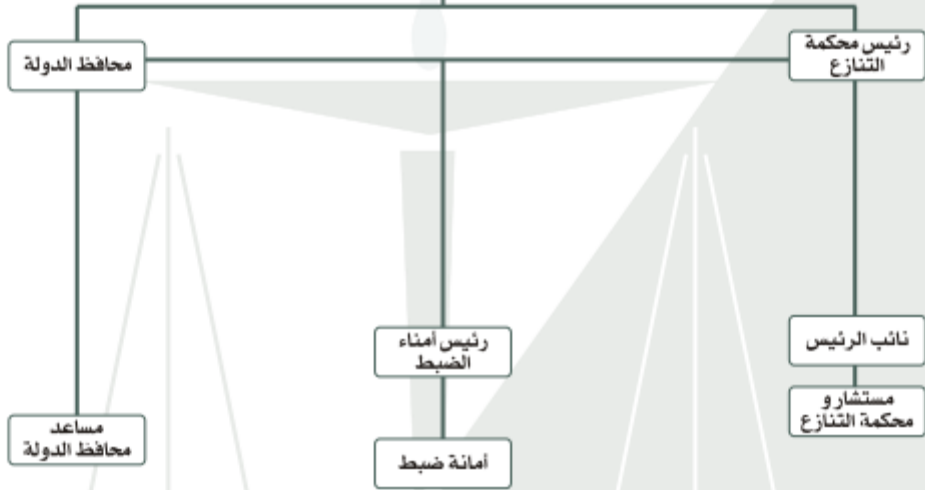 رئيس محكمة
التنازع
محافظ الدولة
رئيس أمناء
الضبط
نائب الرئيس
مستشارو
محكمة التنازع
مساعد
محافظ الدولة
أمانة ضبط